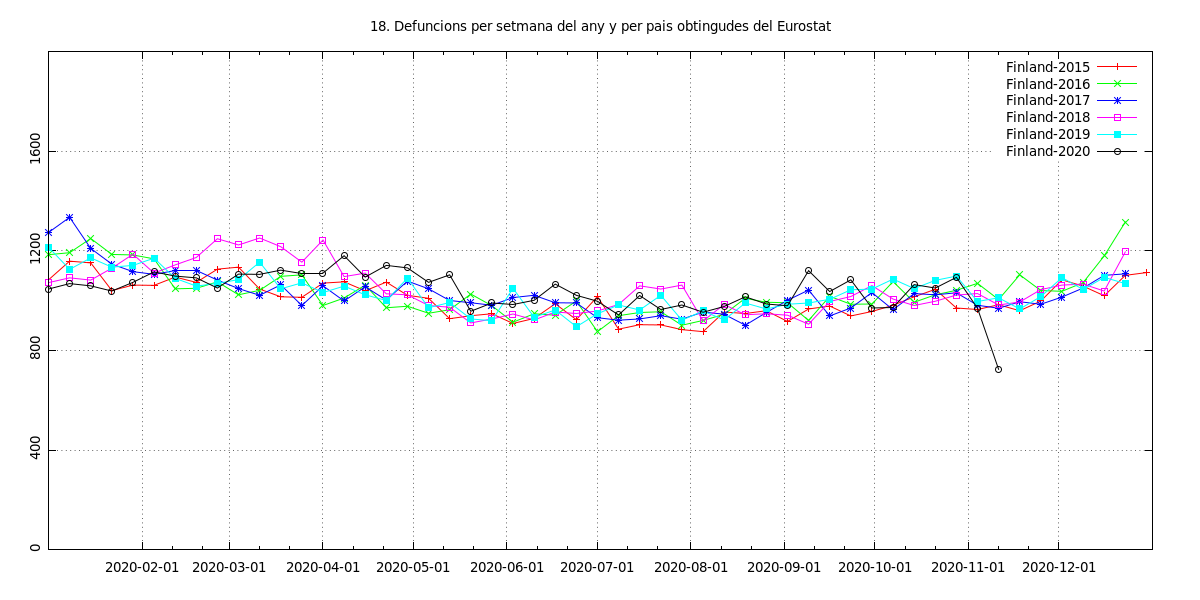 18. Defuncions per setmana del any y per pais obtingudes del Eurostat
Finland-2015
Finland-2016
Finland-2017
Finland-2018
Finland-2019
Finland-2020
1600
1200
800
400
0
2020-02-01 2020-03-01 2020-04-01 2020-05-01 2020-06-01 2020-07-01 2020-08-01 2020-09-01 2020-10-01 2020-11-01 2020-12-01